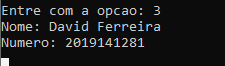 Entre com a opcao: 3
Nome: David Ferreira
Numero: 2019141281